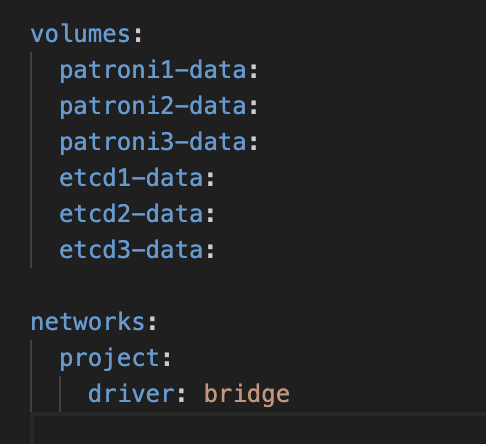 volumes:
  patroni1-data:
  patroni2-data:
  patroni3-data:
  etcd1-data:
  etcd2-data:
  etcd3-data:

networks:
  project:
    driver: bridge